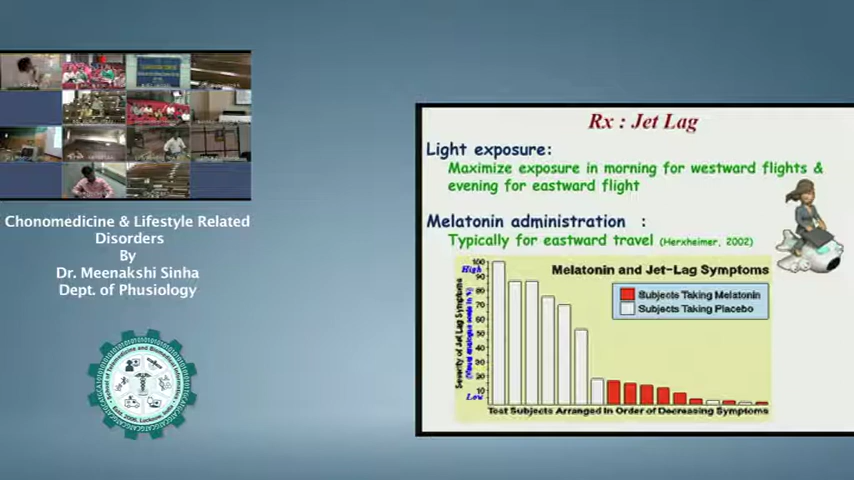 Chonomedicine & Lifestyle Related
Disorders
By
Dr. Meenakshi Sinha
Dept. of Phusiology
Rx : Jet Lag
Light exposure:
Maximize exposure in morning for westward flights &
evening for eastward flight
Melatonin administration :
Typically for eastward travel (Herxheimer, 2002)
Melatonin and Jet-Lag Symptoms
Subjects Taking Melatonin
Subjects Taking Placebo
Severity of Jet Lag Symptoms
High
100
90
80
70
60
50
40
30
20
10
Low
Test Subjects Arranged In Order of Decreasing Symptoms